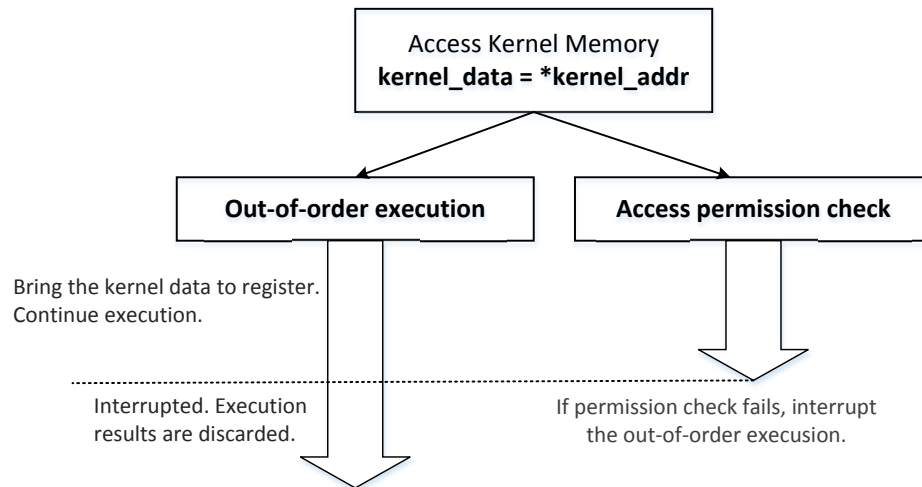 Access Kernel Memory
kernel_data = *kernel_addr
Out-of-order execution
Access permission check
Bring the kernel data to register.
Continue execution.
Interrupted. Execution
results are discarded.
If permission check fails, interrupt
the out-of-order execusion.